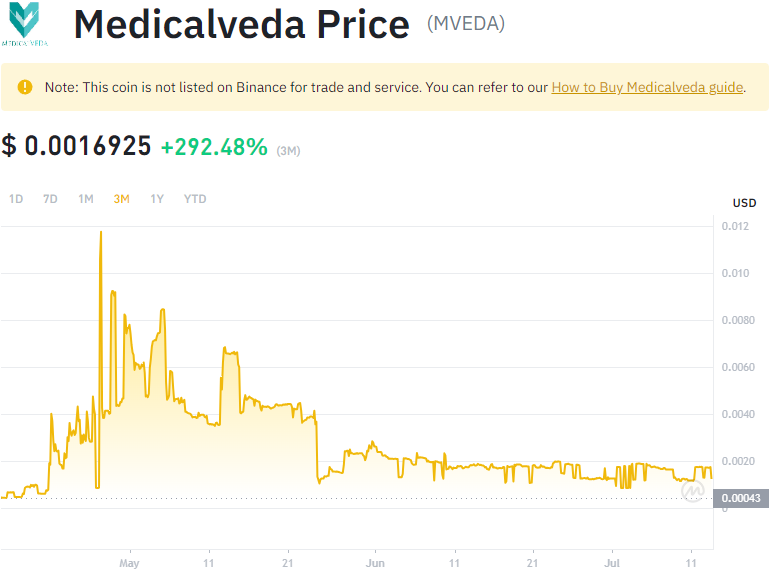 MEDICALVEDA
Medicalveda Price (MVEDA)
Note: This coin is not listed on Binance for trade and service. You can refer to our How to Buy Medicalveda guide.
$ 0.0016925 +292.48% (3M)
1D 7D 1M 3M 1Y YTD
USD
0.012
0.010
0.0080
0.0060
0.0040
0.0020
0.00043
0
May 11 21 Jun 11 21 Jul 11